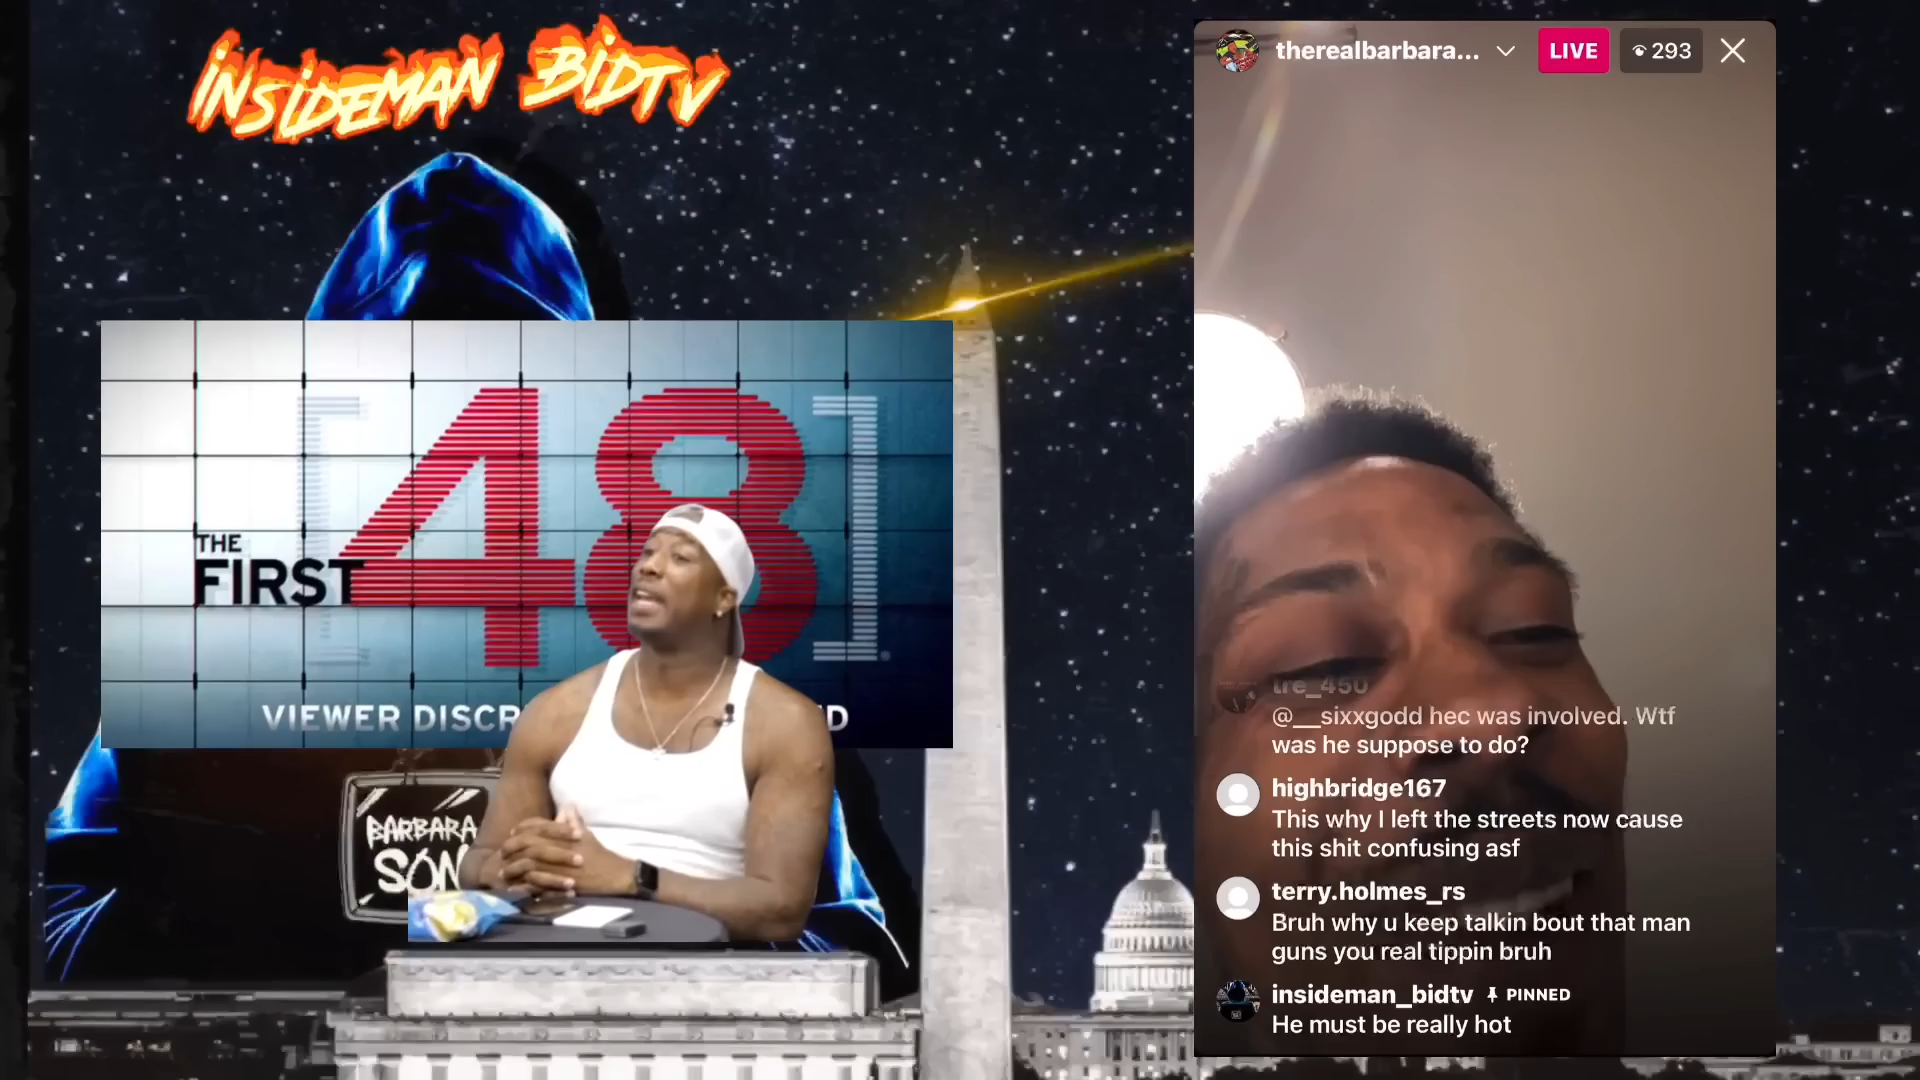 INSIDEMAN BIDTV
THE
FIRST
[48]
VIEWER DISCR
D
BARBARA
SON
therealbarbara...
LIVE
293
tre_450
@__sixxgodd hec was involved. Wtf
was he suppose to do?
highbridge167
This why I left the streets now cause
this shit confusing asf
terry.holmes_rs
Bruh why u keep talkin bout that man
guns you real tippin bruh
insideman_bidtv PINNED
He must be really hot